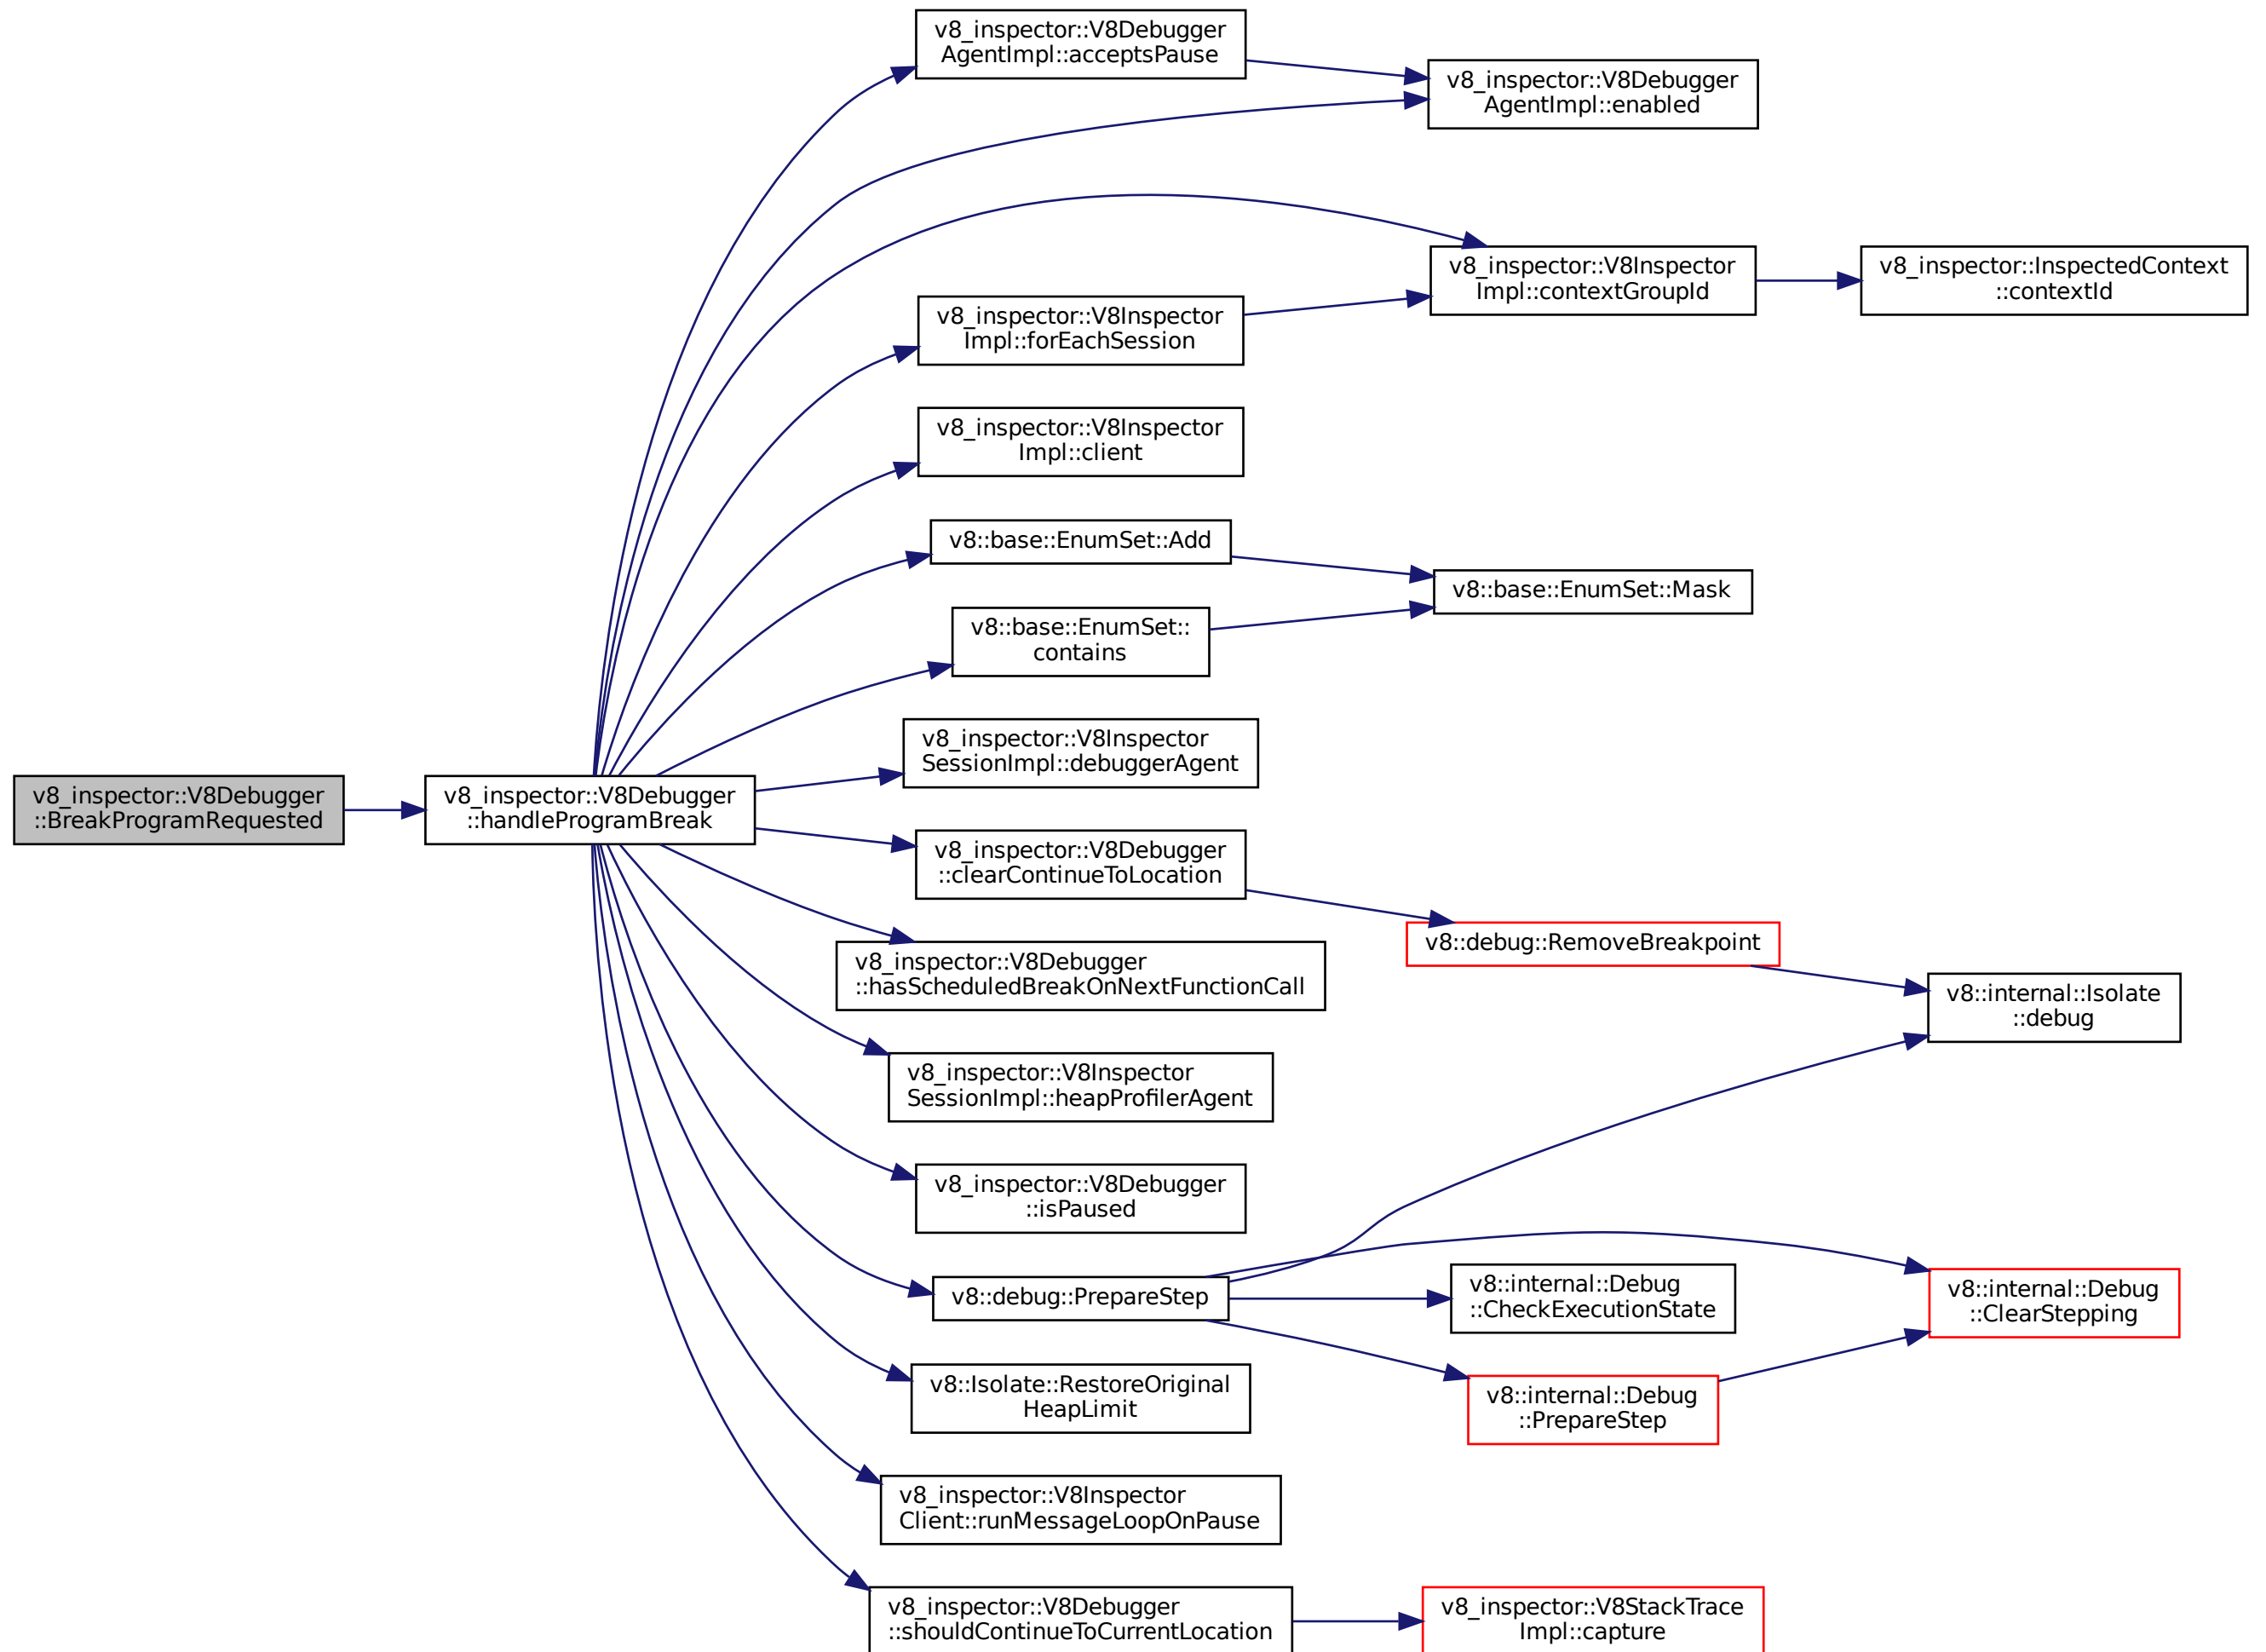 v8_inspector::V8Debugger
AgentImpl::acceptsPause
v8_inspector::V8Debugger
AgentImpl::enabled
v8_inspector::V8Inspector
Impl::contextGroupId
v8_inspector::InspectedContext
::contextId
v8_inspector::V8Inspector
Impl::forEachSession
v8_inspector::V8Inspector
Impl::client
v8::base::EnumSet::Add
v8::base::EnumSet::Mask
v8::base::EnumSet::
contains
v8_inspector::V8Inspector
SessionImpl::debuggerAgent
v8_inspector::V8Debugger
::BreakProgramRequested
v8_inspector::V8Debugger
::handleProgramBreak
v8_inspector::V8Debugger
::clearContinueToLocation
v8::debug::RemoveBreakpoint
v8_inspector::V8Debugger
::hasScheduledBreakOnNextFunctionCall
v8::internal::Isolate
::debug
v8_inspector::V8Inspector
SessionImpl::heapProfilerAgent
v8_inspector::V8Debugger
::isPaused
v8::debug::PrepareStep
v8::internal::Debug
::CheckExecutionState
v8::internal::Debug
::ClearStepping
v8::Isolate::RestoreOriginal
HeapLimit
v8::internal::Debug
::PrepareStep
v8_inspector::V8Inspector
Client::runMessageLoopOnPause
v8_inspector::V8Debugger
::shouldContinueToCurrentLocation
v8_inspector::V8StackTrace
Impl::capture